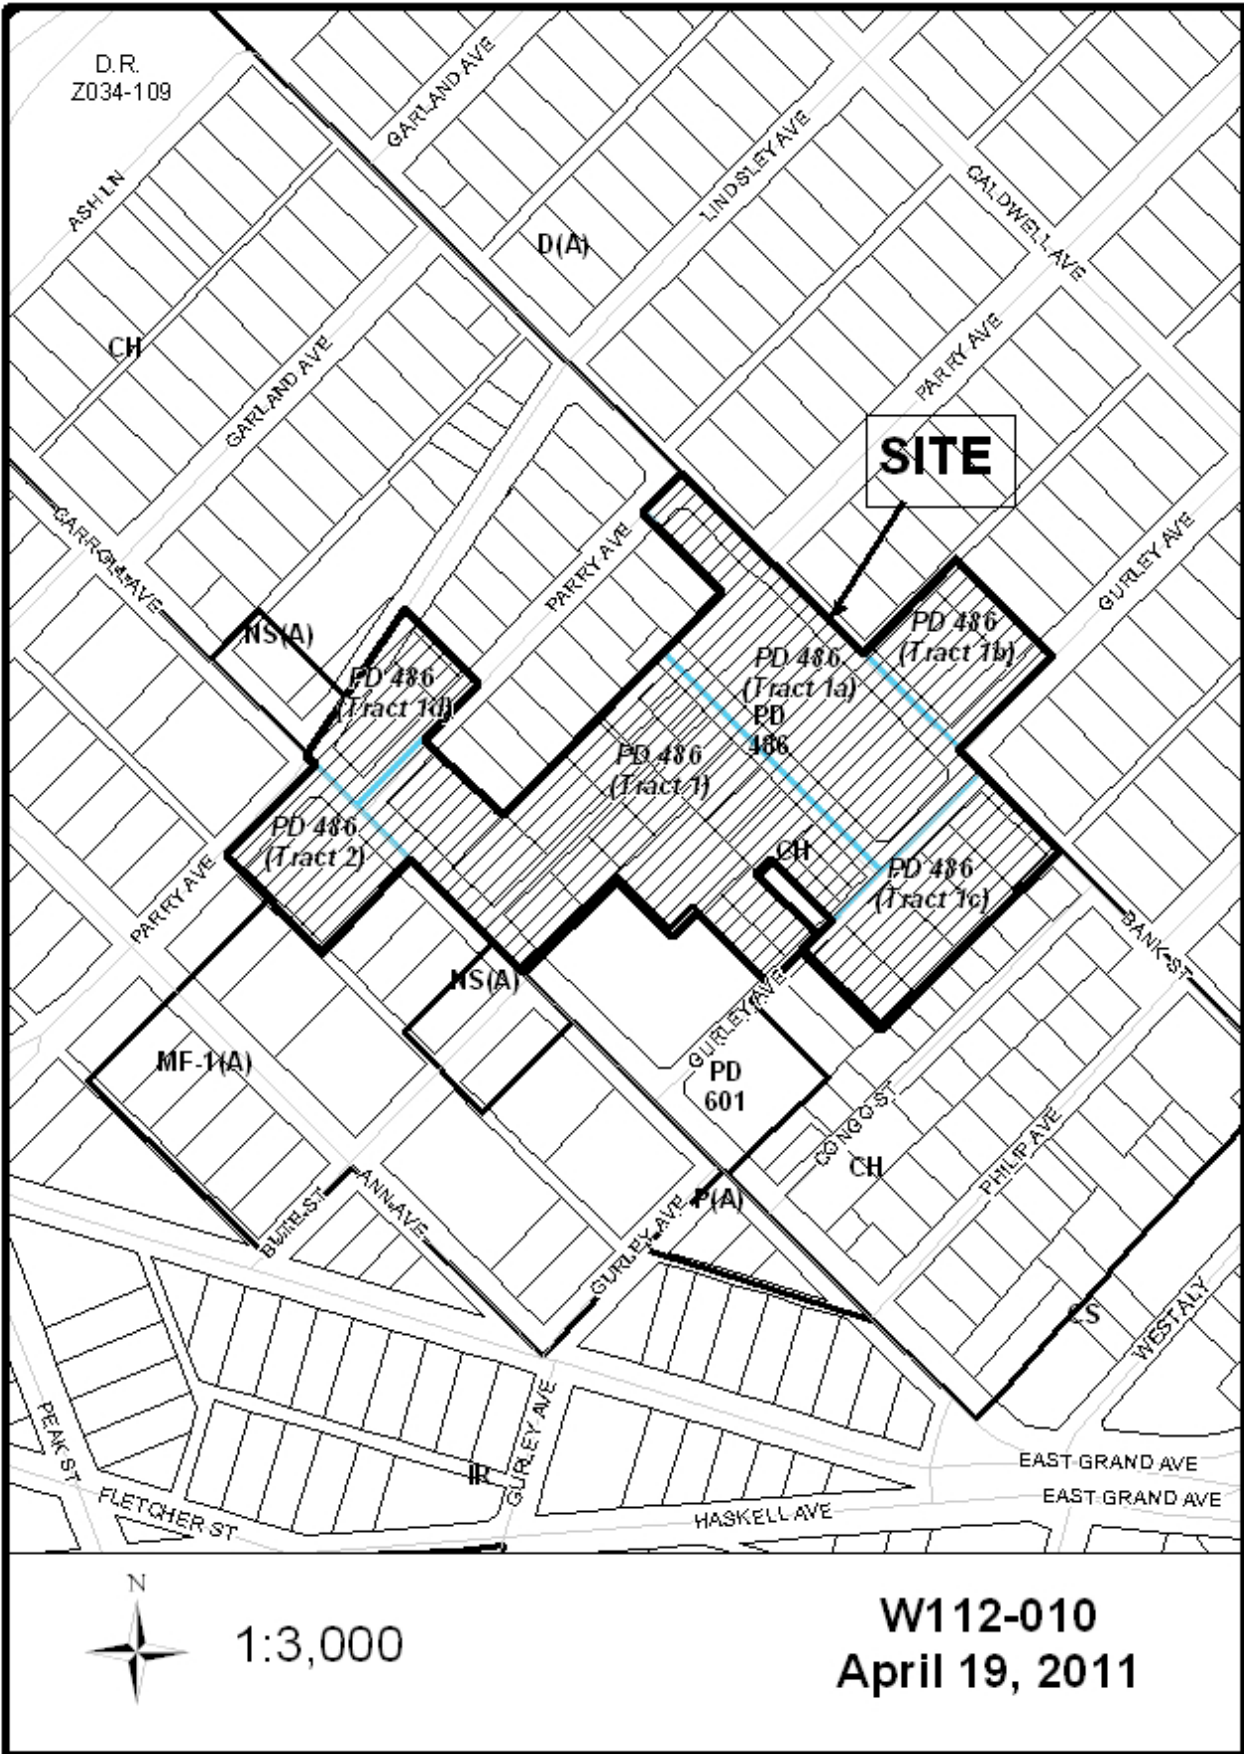 D.R.
Z034-109
GARLAND AVE
ASH LN
LINDSLEY AVE
CALDWELL AVE
D(A)
CH
GARLAND AVE
PARRY AVE
SITE
GURLEY AVE
CARROLL AVE
PARRY AVE
NS(A)
PD 486
(Tract 1d)
PD 486
(Tract 1b)
PD 486
(Tract 1a)
PD
486
PD 486
(Tract 1)
PD 486
(Tract 2)
CH
PD 486
(Tract 1c)
PARRY AVE
BANK ST
NS(A)
GURLEY AVE
MF-1(A)
PD
601
CONGO ST
CH
PHILIP AVE
P(A)
BUTE ST
ANN AVE
GURLEY AVE
CS
WEST ALY
PEAK ST
GURLEY AVE
IR
FLETCHER ST
HASKELL AVE
EAST GRAND AVE
EAST GRAND AVE
N
1:3,000
W112-010
April 19, 2011